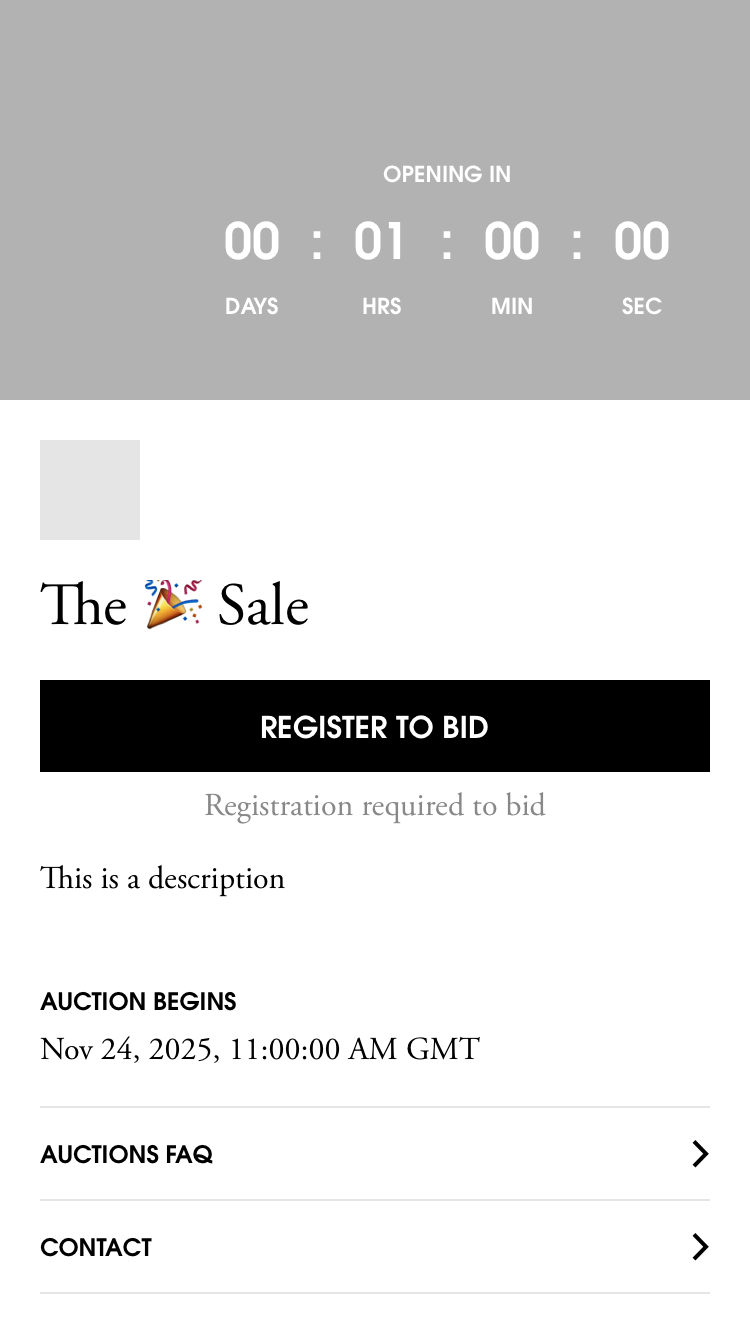 OPENING IN
00 : 01 : 00 : 00
DAYS HRS MIN SEC
The 🎉 Sale
REGISTER TO BID
Registration required to bid
This is a description
AUCTION BEGINS
Nov 24, 2025, 11:00:00 AM GMT
AUCTIONS FAQ
CONTACT